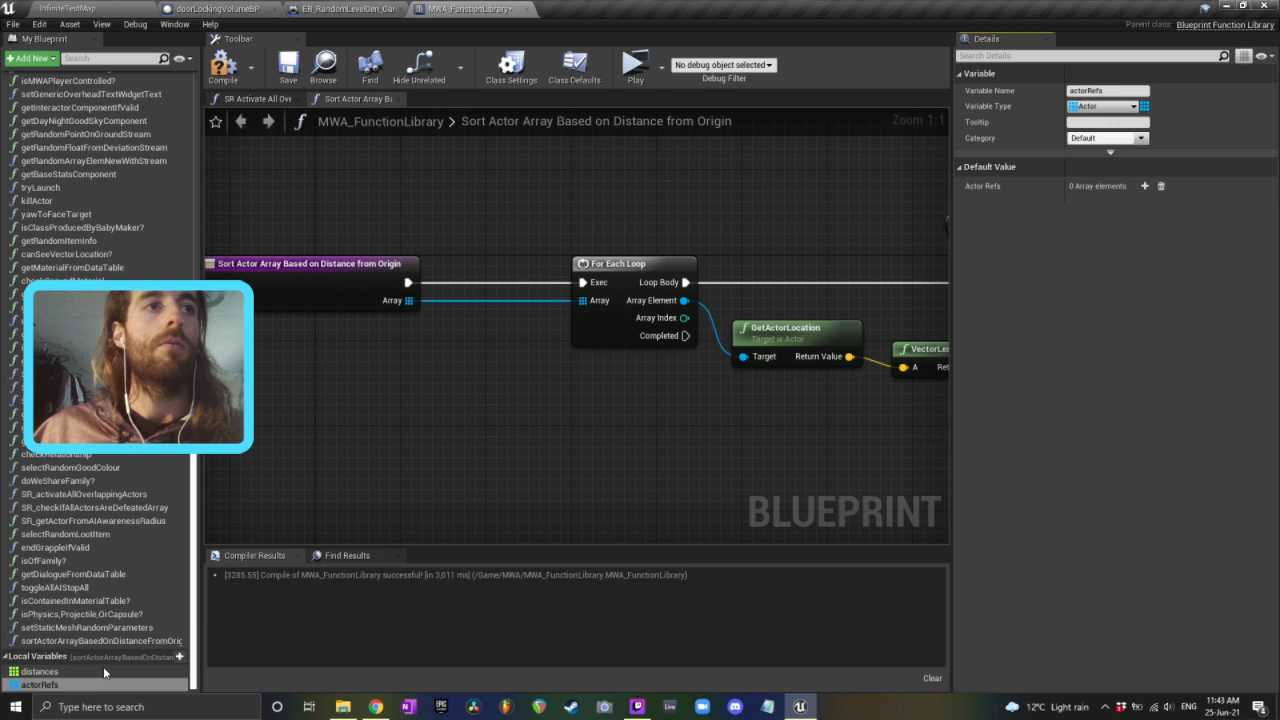 InfiniteTestMap
doorLockingVolumeBP
ER_RandomLevelGen_Gar
MWA_FunctionLibrary*
File Edit Asset View Debug Window Help
Parent class: Blueprint Function Library
My Blueprint
Toolbar
Details
Add New
Search
Compile
Save
Browse
Find
Hide Unrelated
Class Settings
Class Defaults
Play
No debug object selected
Debug Filter
Search Details
Variable
Variable Name
actorRefs
Variable Type
Actor
Tooltip
Category
Default
Default Value
Actor Refs
0 Array elements
SR Activate All Ove
Sort Actor Array B
MWA_FunctionLibrary > Sort Actor Array Based on Distance from Origin
Zoom 1:1
isMWAPlayerControlled?
setGenericOverheadTextWidgetText
getInteractorComponentIfValid
getDayNightGoodSkyComponent
getRandomPointOnGroundStream
getRandomFloatFromDeviationStream
getRandomArrayElemNewWithStream
getBaseStatsComponent
tryLaunch
killActor
yawToFaceTarget
isClassProducedByBabyMaker?
getRandomItemInfo
canSeeVectorLocation?
getMaterialFromDataTable
selectRandomGoodColour
doWeShareFamily?
SR_activateAllOverlappingActors
SR_checkIfAllActorsAreDefeatedArray
SR_getActorFromAIAwarenessRadius
selectRandomLootItem
endGrappleIfValid
isOfFamily?
getDialogueFromDataTable
toggleAllAIStopAll
isContainedInMaterialTable?
isPhysics,Projectile,OrCapsule?
setStaticMeshRandomParameters
sortActorArrayBasedOnDistanceFromOrig
Local Variables (sortActorArrayBasedOnDistan
distances
actorRefs
Sort Actor Array Based on Distance from Origin
Array
For Each Loop
Exec
Loop Body
Array
Array Element
Array Index
Completed
GetActorLocation
Target is Actor
Target
Return Value
VectorLen
A
Ret
BLUEPRINT
Compiler Results
Find Results
[3285.55] Compile of MWA_FunctionLibrary successful! [in 3,011 ms] (/Game/MWA/MWA_FunctionLibrary.MWA_FunctionLibrary)
Clear
Type here to search
Live
12°C Light rain
ENG
11:43 AM
25-Jun-21